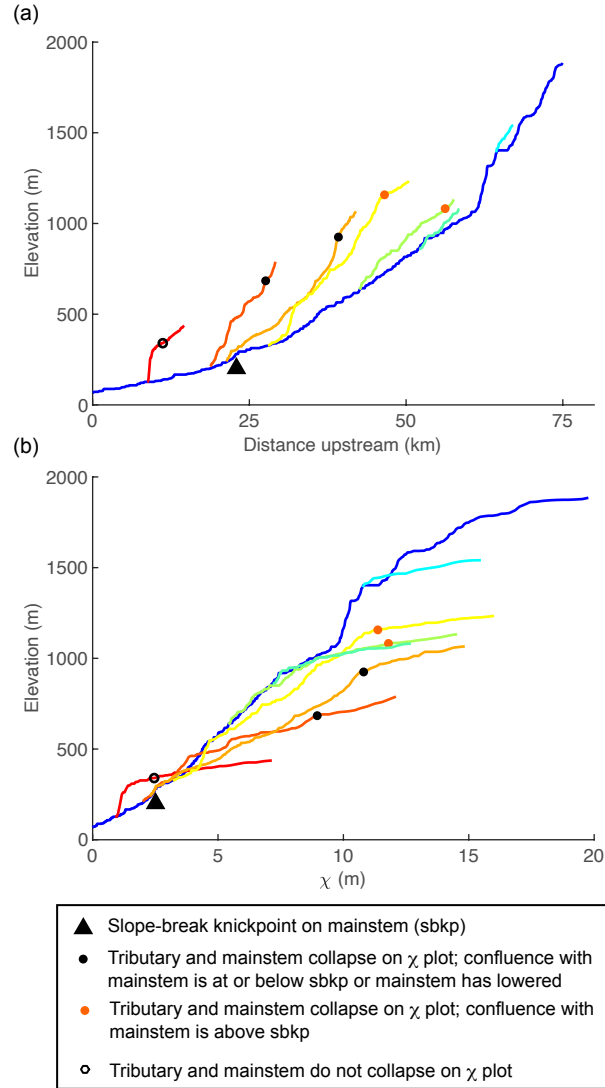 (a)
2000
1500
1000
500
0
Elevation (m)
0 25 50 75
Distance upstream (km)
(b)
2000
1500
1000
500
0
Elevation (m)
0 5 10 15 20
χ (m)
Slope-break knickpoint on mainstem (sbkp)
Tributary and mainstem collapse on χ plot; confluence with
mainstem is at or below sbkp or mainstem has lowered
Tributary and mainstem collapse on χ plot; confluence with
mainstem is above sbkp
Tributary and mainstem do not collapse on χ plot